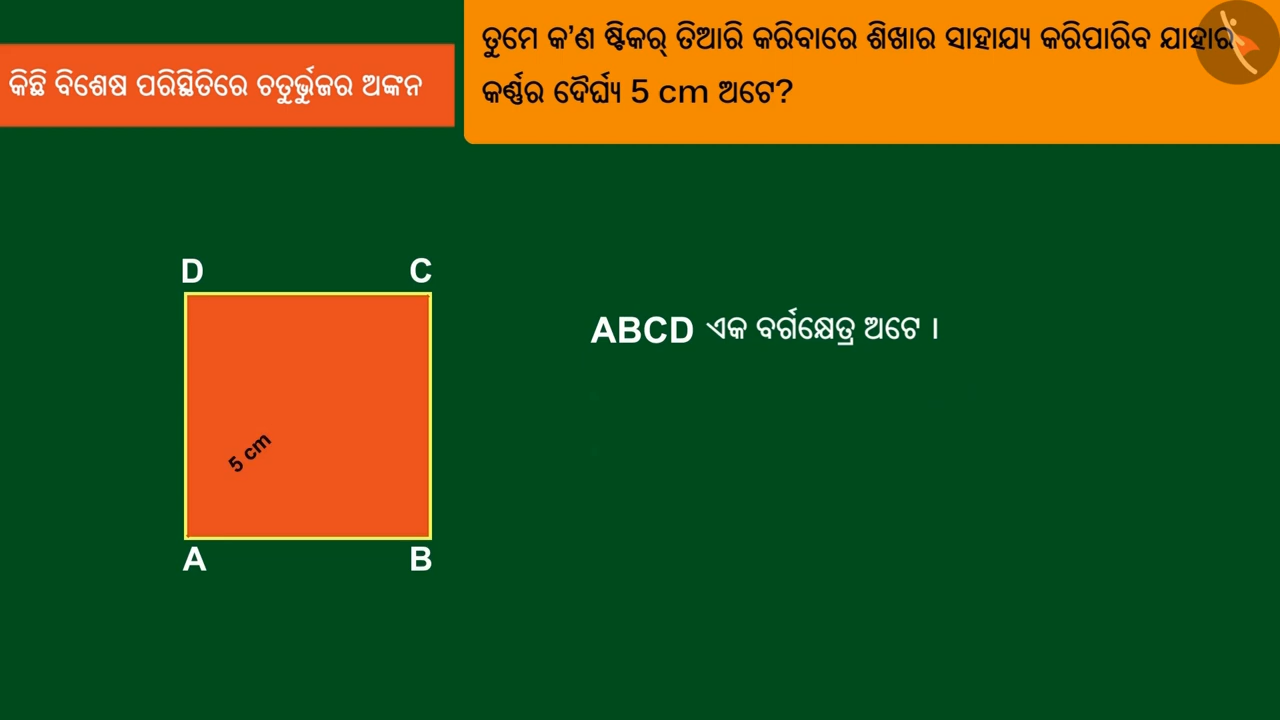 କିଛି ବିଶେଷ ପରିସ୍ଥିତିରେ ଚତୁର୍ଭୁଜର ଅଙ୍କନ
ତୁମେ କ’ଣ ଷ୍ଟିକର୍ ତିଆରି କରିବାରେ ଶିଖାର ସାହାଯ୍ୟ କରିପାରିବ ଯାହାର
କର୍ଣ୍ଣର ଦୈର୍ଘ୍ୟ 5 cm ଅଟେ?
D C
ABCD ଏକ ବର୍ଗକ୍ଷେତ୍ର ଅଟେ ।
5 cm
A B